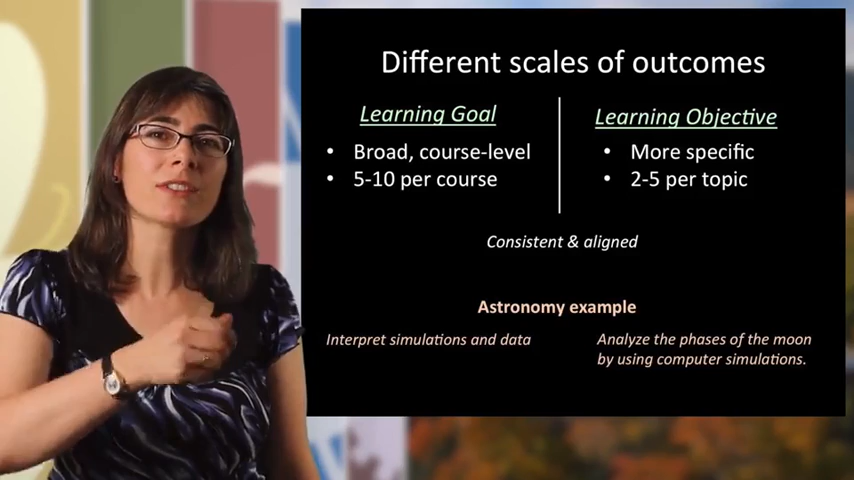 Different scales of outcomes
Learning Goal
• Broad, course-level
• 5-10 per course
Learning Objective
• More specific
• 2-5 per topic
Consistent & aligned
Astronomy example
Interpret simulations and data
Analyze the phases of the moon
by using computer simulations.